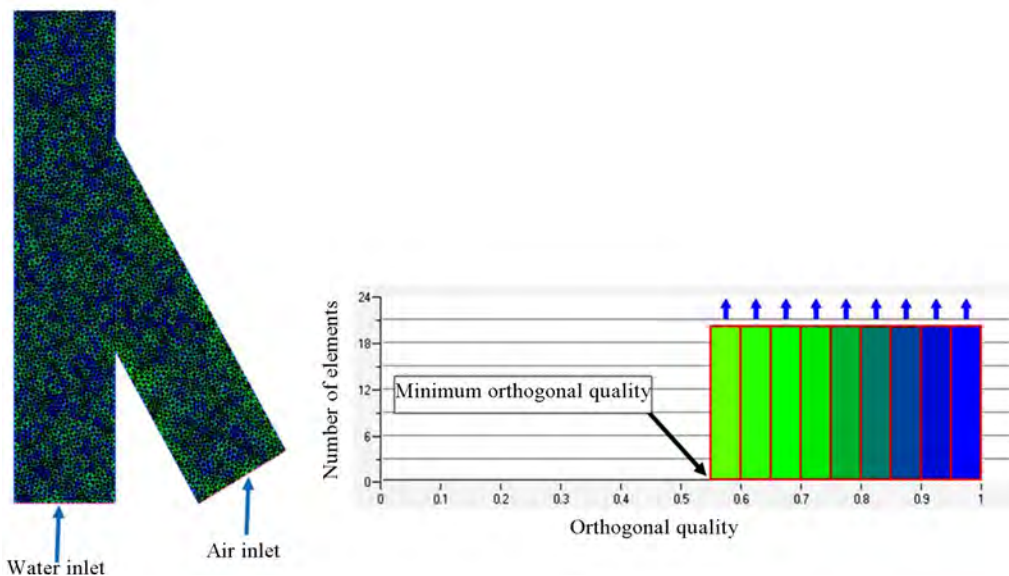 Water inlet
Air inlet
Number of elements
24
18
12
6
0
Minimum orthogonal quality
0 0.1 0.2 0.3 0.4 0.5 0.6 0.7 0.8 0.9 1
Orthogonal quality